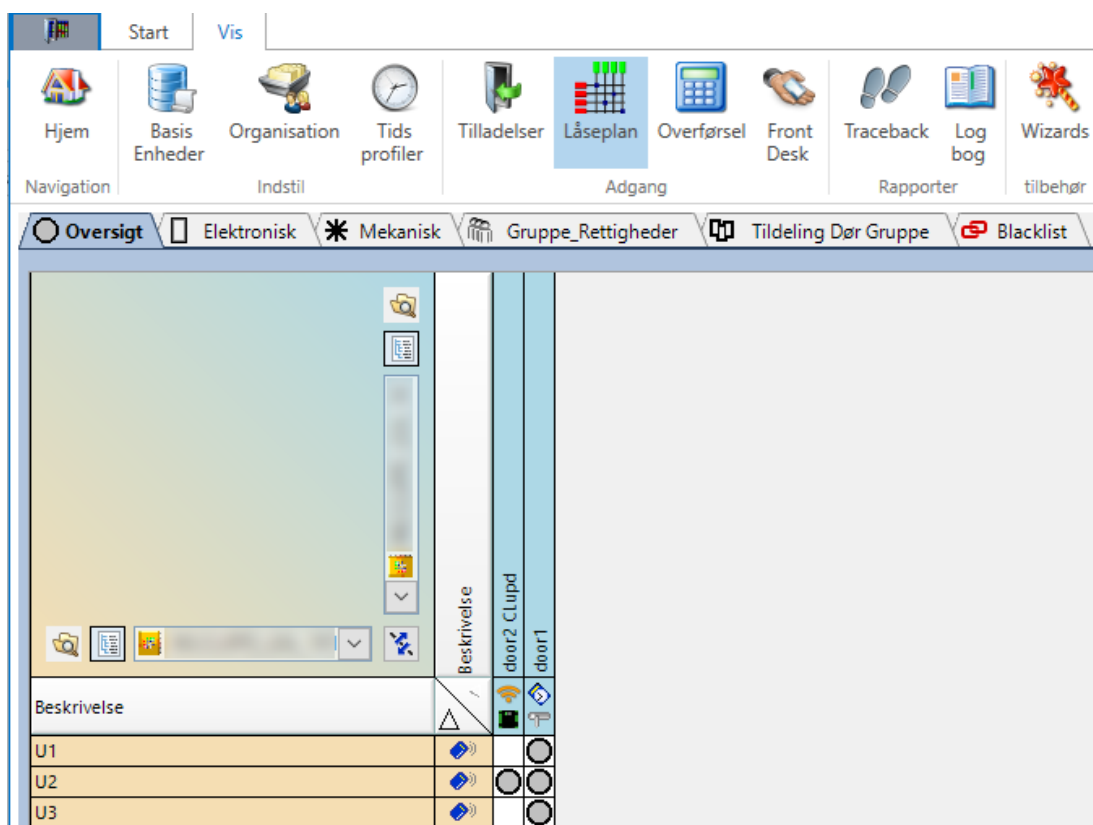 Start Vis
Hjem Basis Enheder Organisation Tids profiler Tilladelser Låseplan Overførsel Front Desk Traceback Log bog Wizards
Navigation Indstil Adgang Rapporter tilbehør
Oversigt Elektronisk Mekanisk Gruppe_Rettigheder Tildeling Dør Gruppe Blacklist
Beskrivelse
door2 CLupd
door1
Beskrivelse
U1
U2
U3